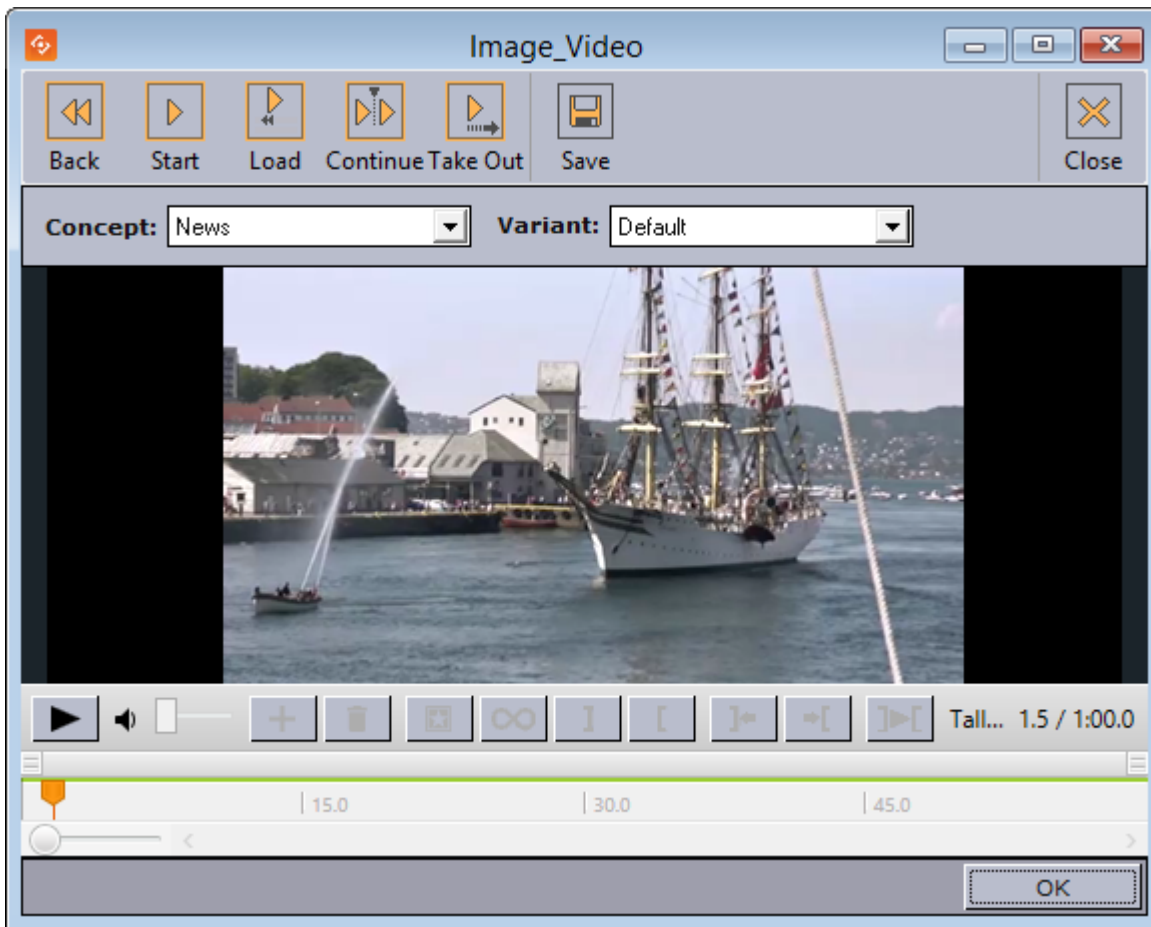 Image_Video
Back Start Load Continue Take Out Save Close
Concept: News Variant: Default
Tall... 1.5 / 1:00.0
15.0 30.0 45.0
OK